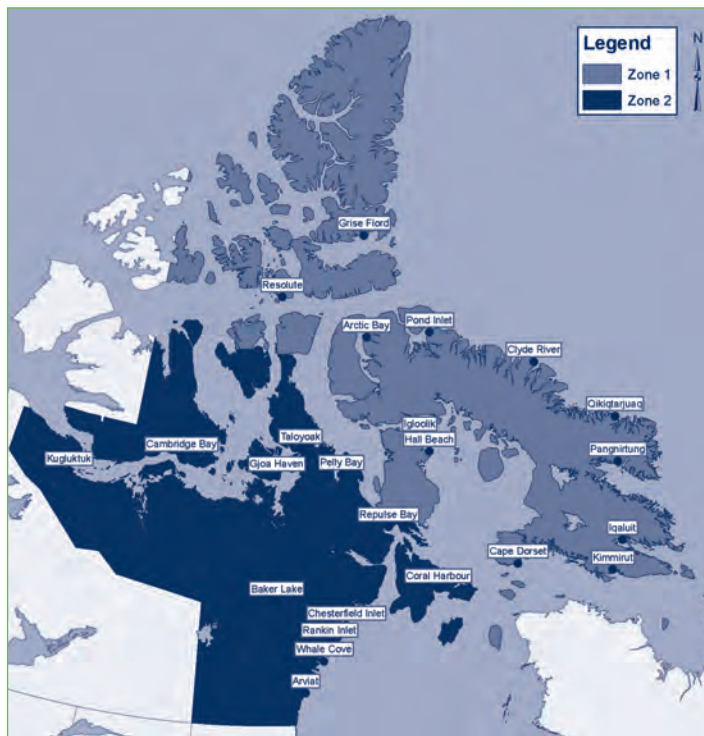 Legend
N
Zone 1
Zone 2
Grise Fiord
Resolute
Arctic Bay
Pond Inlet
Clyde River
Qikiqtarjuaq
Igloolik
Hall Beach
Pangnirtung
Taloyoak
Cambridge Bay
Kugluktuk
Gjoa Haven
Pelly Bay
Repulse Bay
Iqaluit
Cape Dorset
Kimmirut
Coral Harbour
Baker Lake
Chesterfield Inlet
Rankin Inlet
Whale Cove
Arviat